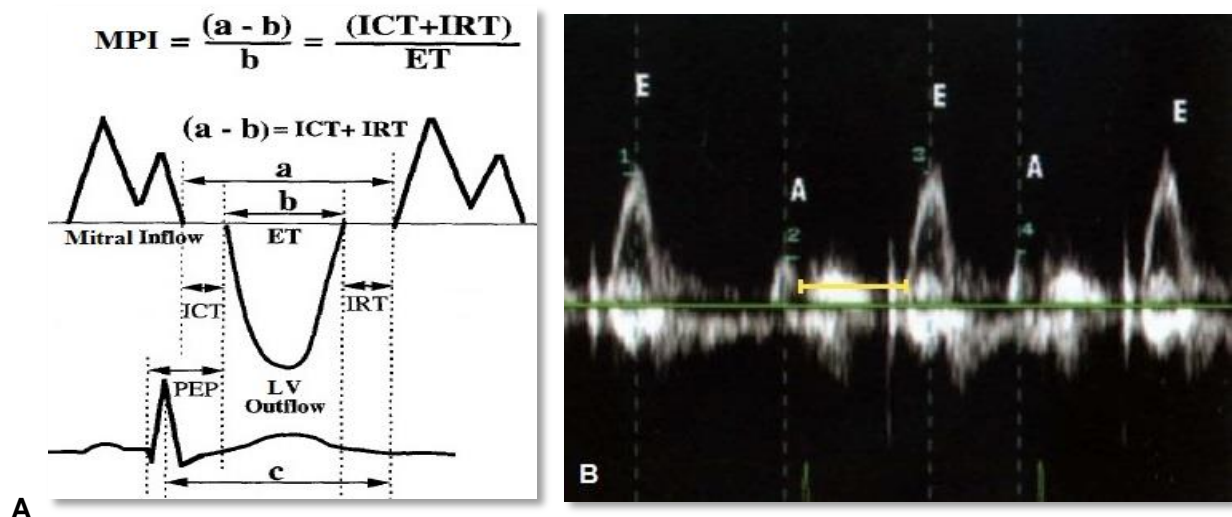 MPI = (a - b) / b = (ICT+IRT) / ET
(a - b) = ICT+ IRT
a
b
Mitral Inflow
ET
ICT
IRT
PEP
LV
Outflow
c
A
E
E
E
A
A
1
2
3
4
B